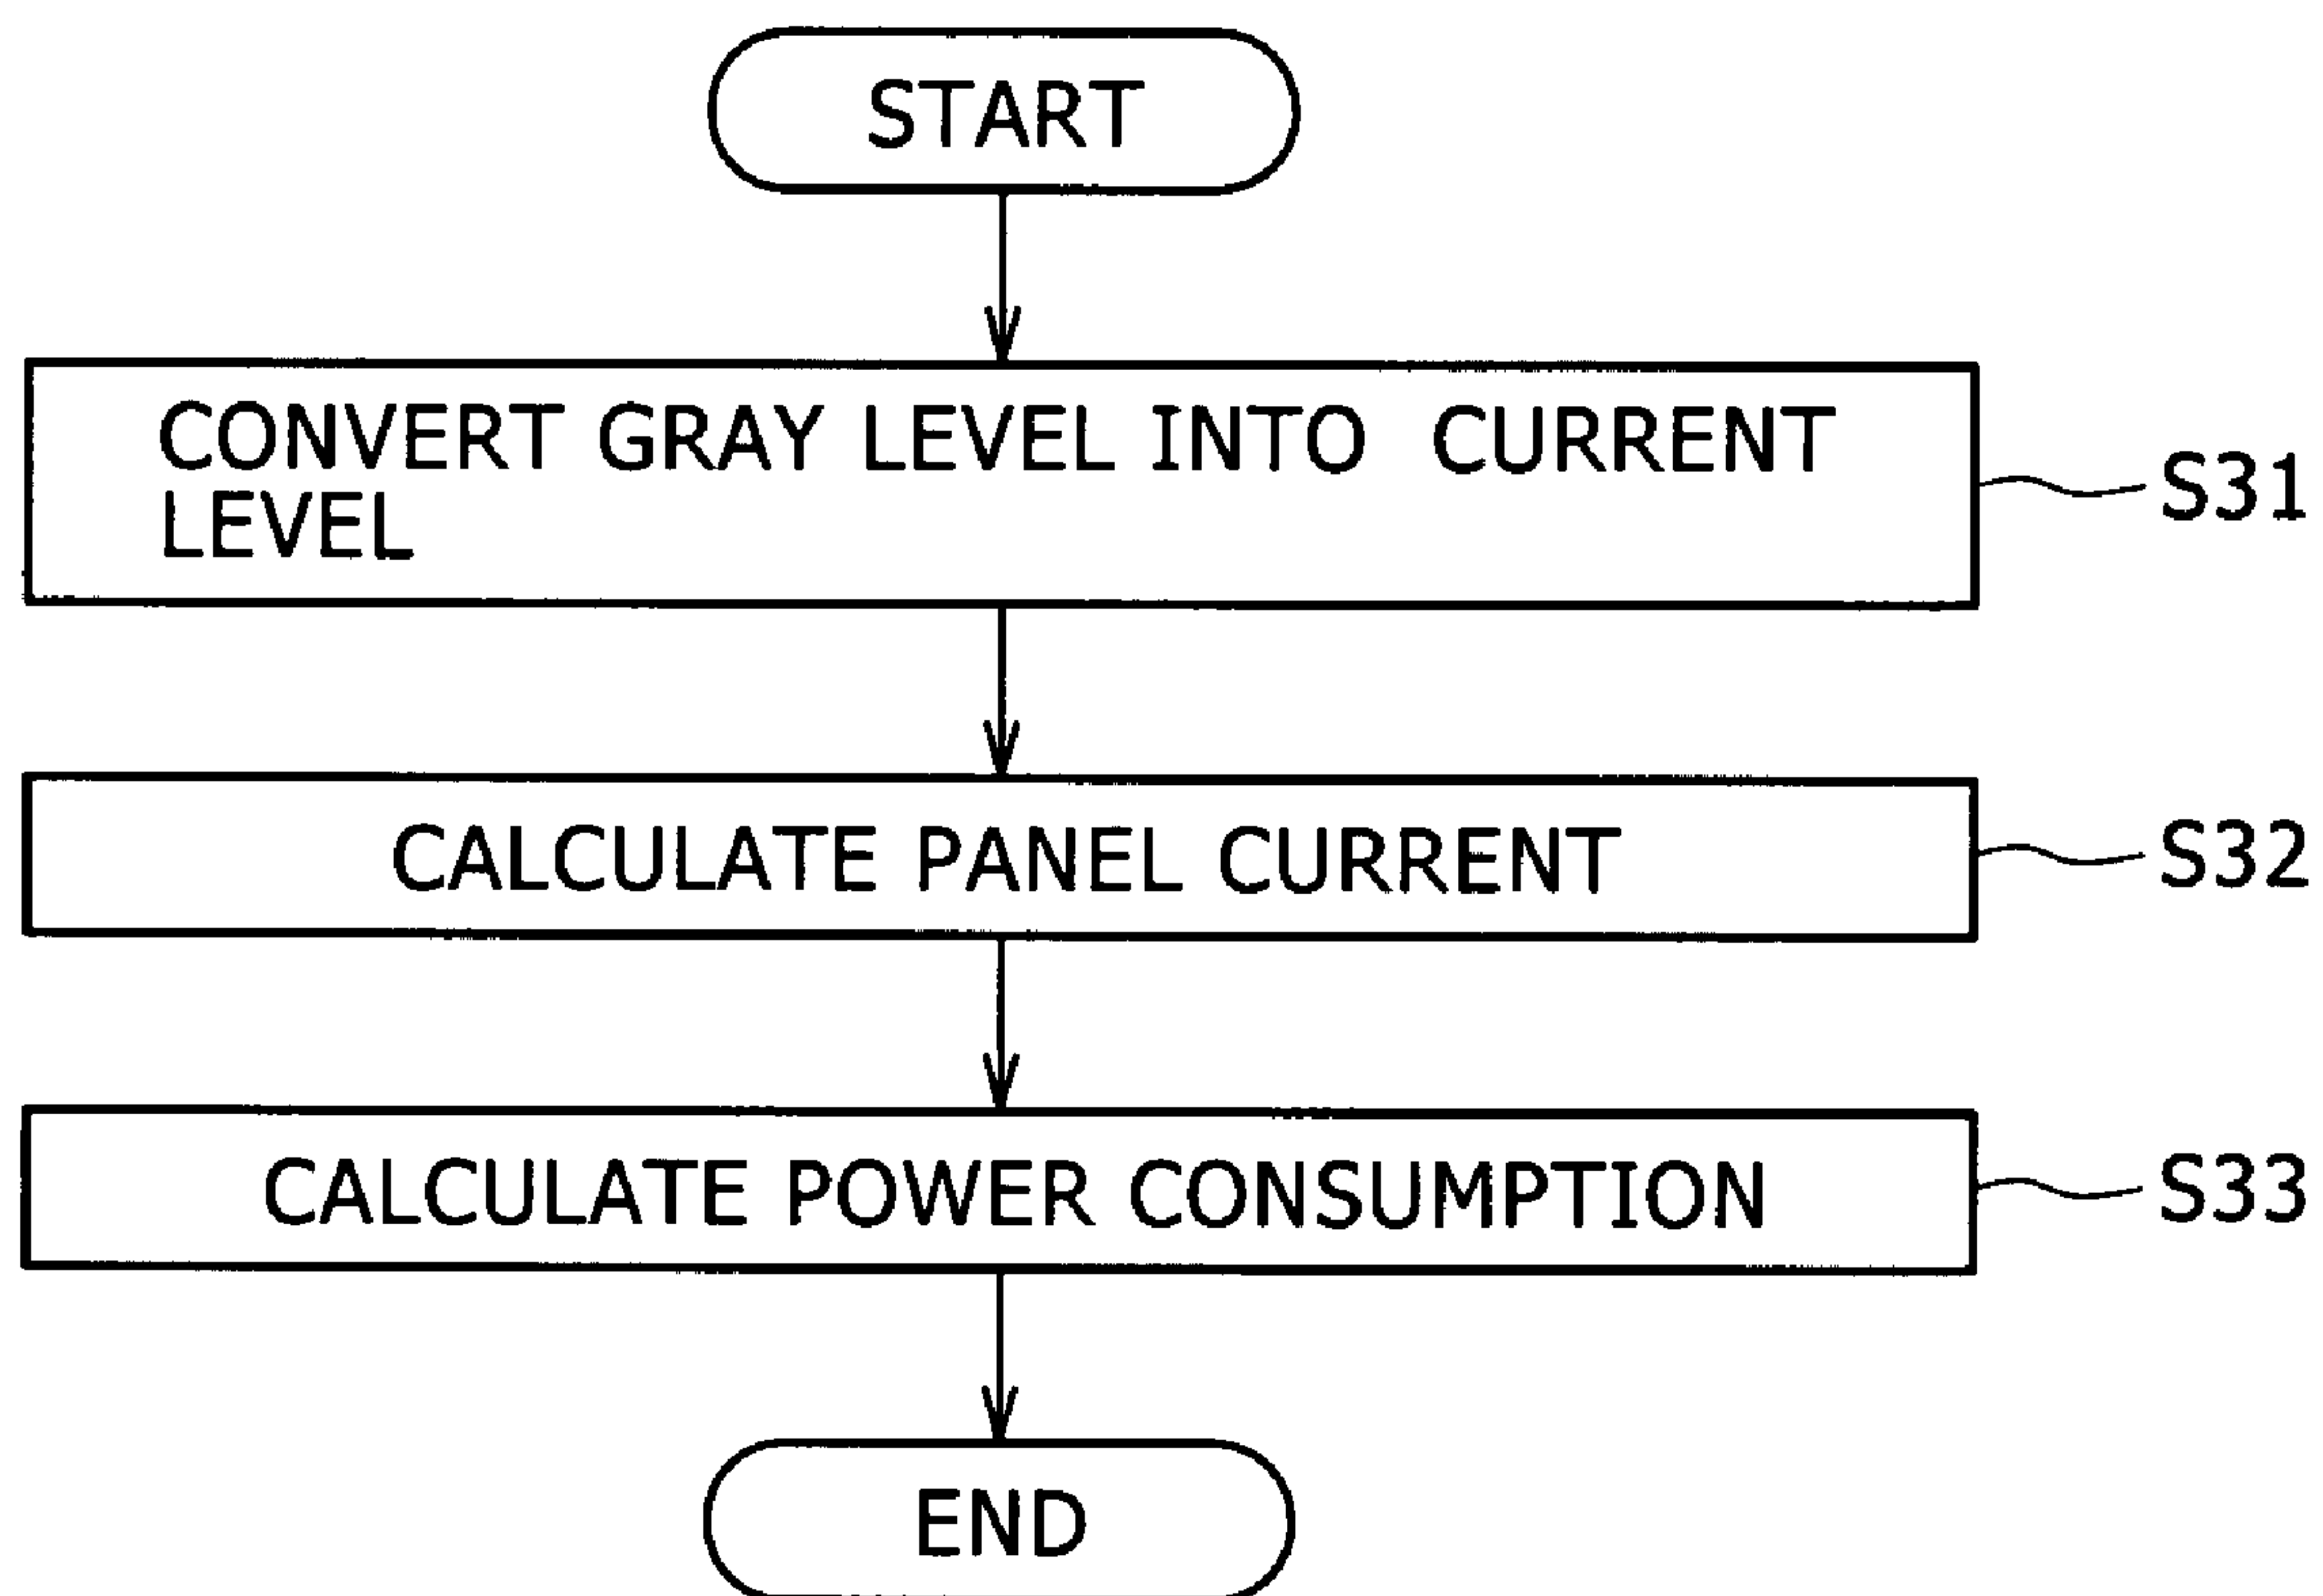 START
CONVERT GRAY LEVEL INTO CURRENT
LEVEL
S31
CALCULATE PANEL CURRENT
S32
CALCULATE POWER CONSUMPTION
S33
END